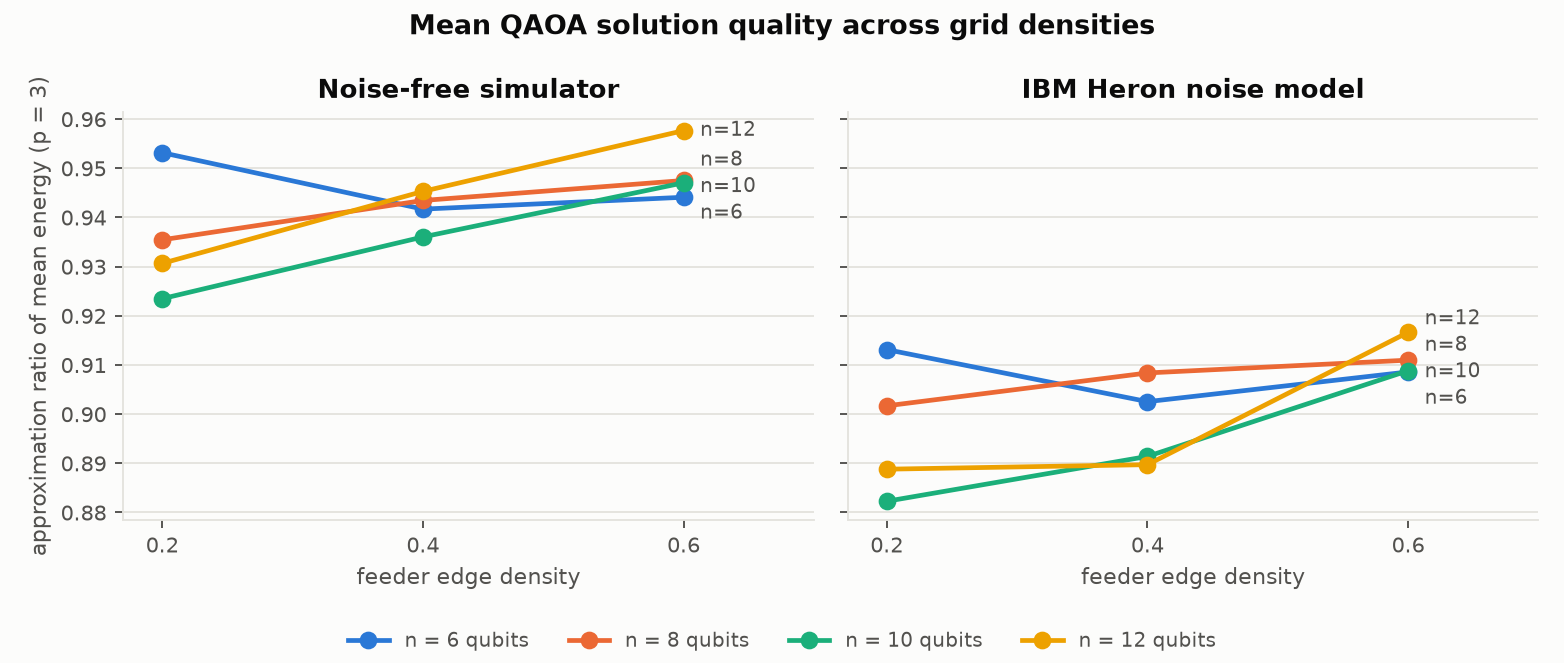 Mean QAOA solution quality across grid densities
Noise-free simulator
approximation ratio of mean energy (p = 3)
0.96
0.95
0.94
0.93
0.92
0.91
0.90
0.89
0.88
n=12
n=8
n=10
n=6
0.2
0.4
0.6
feeder edge density
IBM Heron noise model
n=12
n=8
n=10
n=6
0.2
0.4
0.6
feeder edge density
n = 6 qubits
n = 8 qubits
n = 10 qubits
n = 12 qubits